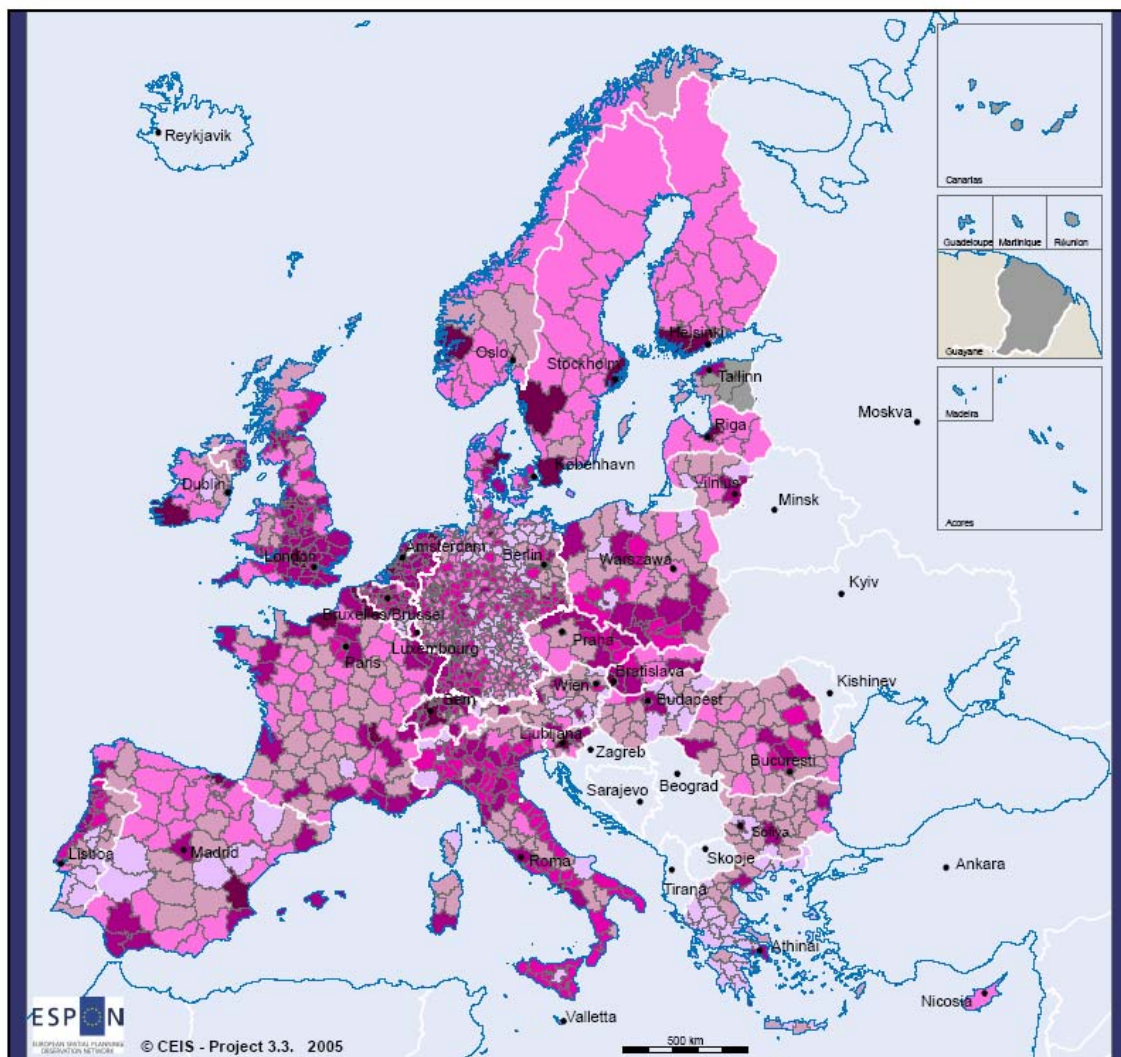 Reykjavik
Canarias
Guadeloupe
Martinique
Réunion
Guayane
Madeira
Acores
Oslo
Helsinki
Stockholm
Tallinn
Moskva
Riga
København
Dublin
Vilnius
Minsk
London
Amsterdam
Berlin
Warszawa
Kyiv
Bruxelles/Brussel
Praha
Luxembourg
Paris
Bratislava
Wien
Kishinev
Budapest
Bern
Ljubljana
Zagreb
Bucuresti
Beograd
Sarajevo
Sofiya
Lisboa
Madrid
Roma
Skopje
Ankara
Tirana
Athinai
Nicosia
Valletta
ESPON
EUROPEAN SPATIAL PLANNING
OBSERVATION NETWORK
© CEIS - Project 3.3. 2005
500 km